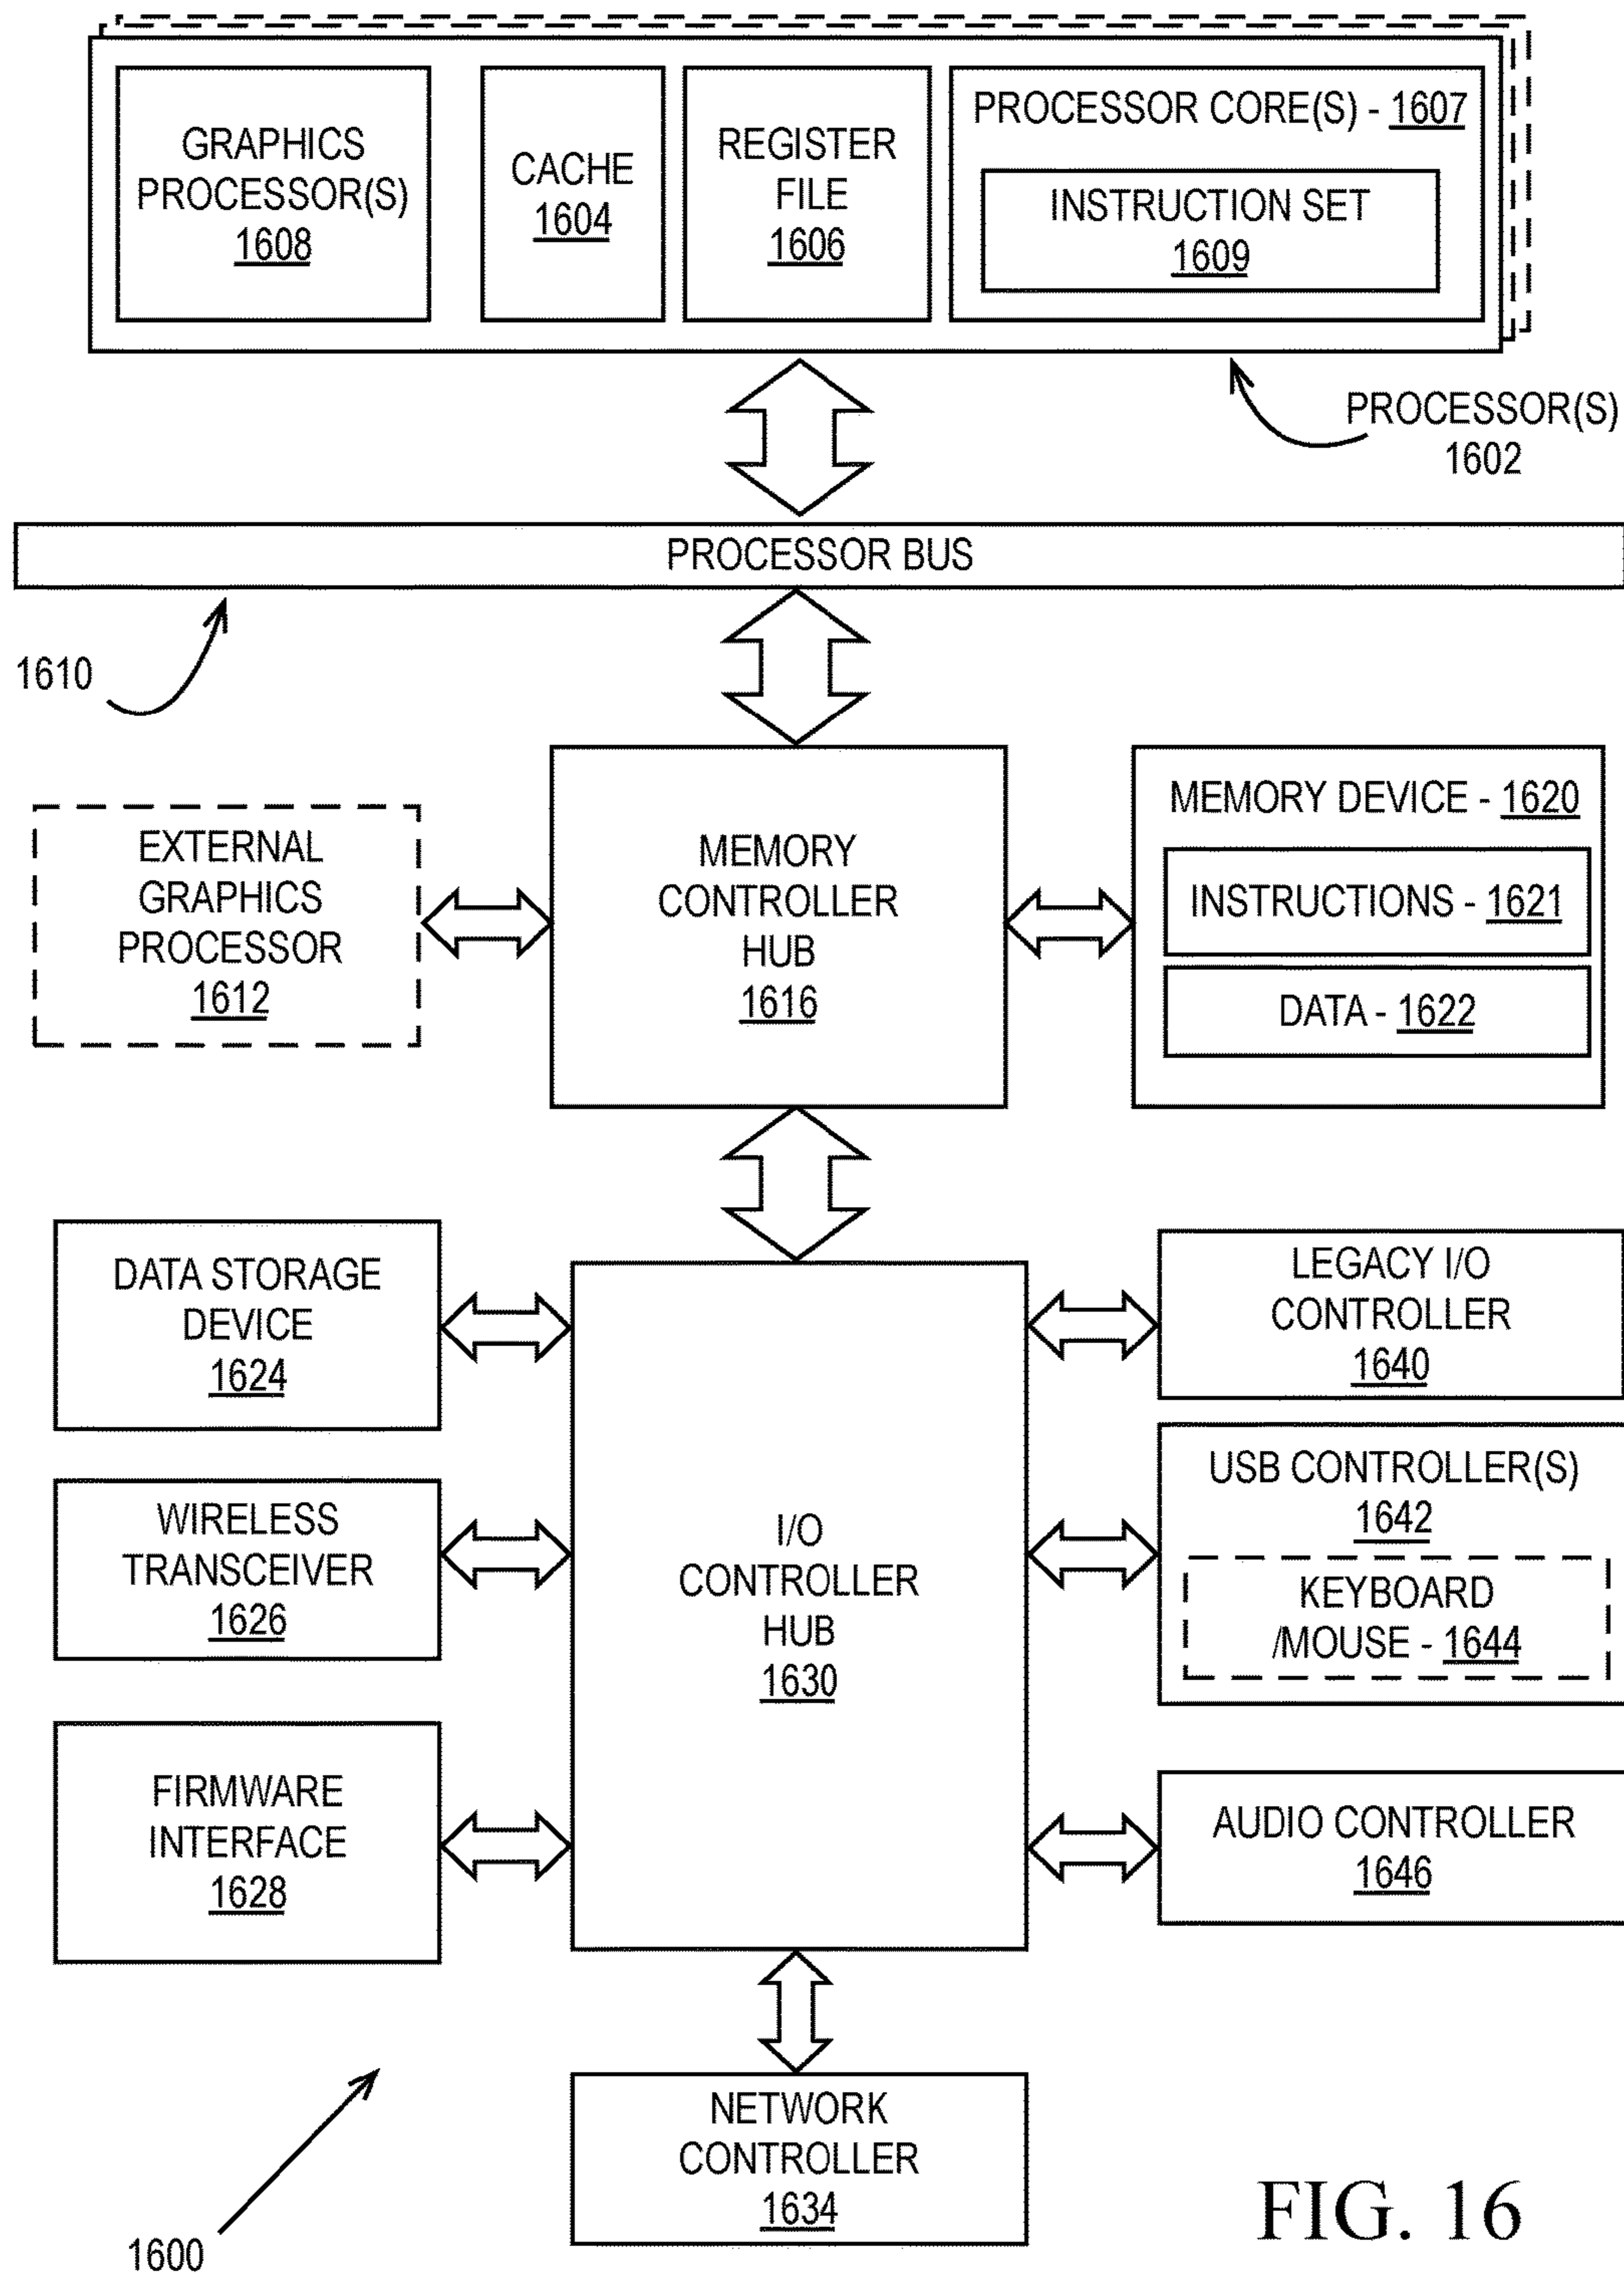 GRAPHICS
PROCESSOR(S)
1608
CACHE
1604
REGISTER
FILE
1606
PROCESSOR CORE(S) - 1607
INSTRUCTION SET
1609
PROCESSOR(S)
1602
PROCESSOR BUS
1610
EXTERNAL
GRAPHICS
PROCESSOR
1612
MEMORY
CONTROLLER
HUB
1616
MEMORY DEVICE - 1620
INSTRUCTIONS - 1621
DATA - 1622
DATA STORAGE
DEVICE
1624
WIRELESS
TRANSCEIVER
1626
FIRMWARE
INTERFACE
1628
I/O
CONTROLLER
HUB
1630
LEGACY I/O
CONTROLLER
1640
USB CONTROLLER(S)
1642
KEYBOARD
/MOUSE - 1644
AUDIO CONTROLLER
1646
NETWORK
CONTROLLER
1634
1600
FIG. 16